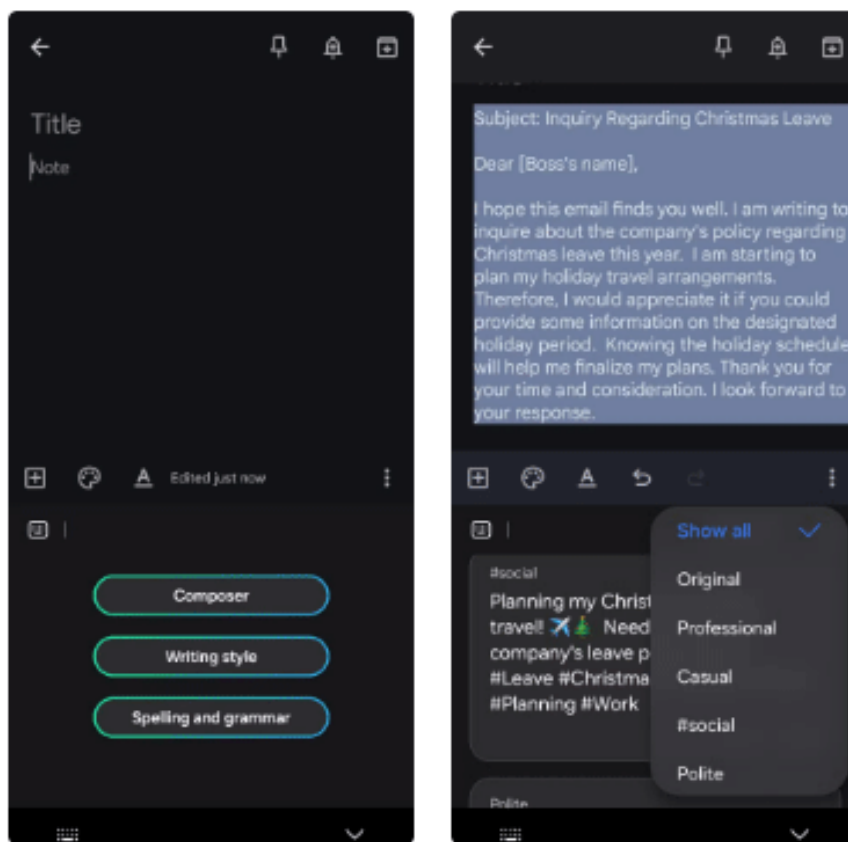 Title
Note
Edited just now
Composer
Writing style
Spelling and grammar
Subject: Inquiry Regarding Christmas Leave
Dear [Boss's name],
I hope this email finds you well. I am writing to
inquire about the company's policy regarding
Christmas leave this year. I am starting to
plan my holiday travel arrangements.
Therefore, I would appreciate it if you could
provide some information on the designated
holiday period. Knowing the holiday schedule
will help me finalize my plans. Thank you for
your time and consideration. I look forward to
your response.
#social
Planning my Christ
travel! ✈️🎄 Need
company's leave p
#Leave #Christma
#Planning #Work
Polite
Show all
Original
Professional
Casual
#social
Polite